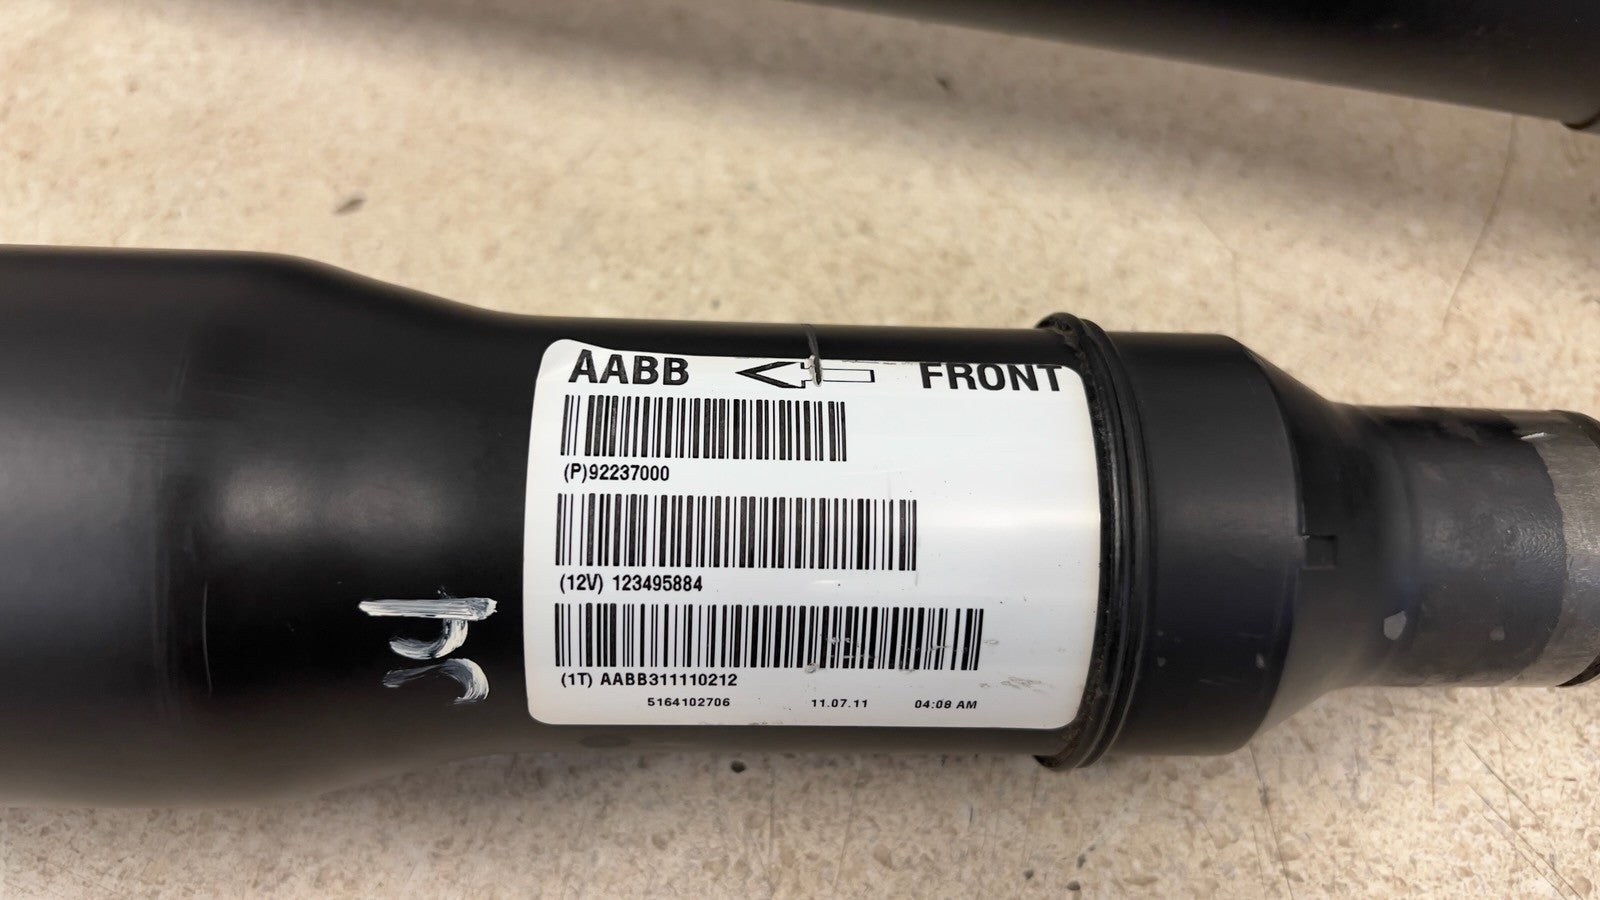 AABB FRONT
(P)92237000
(12V) 123495884
(1T) AABB311110212
5164102706 11.07.11 04:08 AM